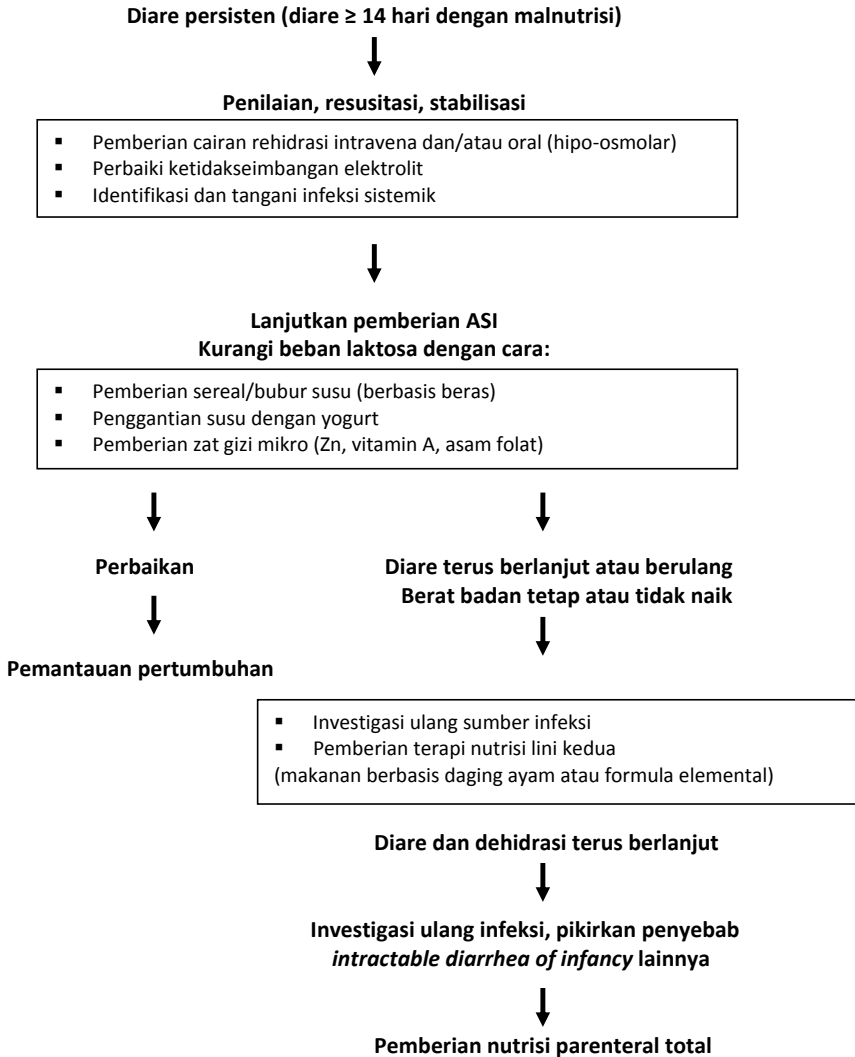 Diare persisten (diare ≥ 14 hari dengan malnutrisi)
Penilaian, resusitasi, stabilisasi
▪ Pemberian cairan rehidrasi intravena dan/atau oral (hipo-osmolar)
▪ Perbaiki ketidakseimbangan elektrolit
▪ Identifikasi dan tangani infeksi sistemik
Lanjutkan pemberian ASI
Kurangi beban laktosa dengan cara:
▪ Pemberian sereal/bubur susu (berbasis beras)
▪ Penggantian susu dengan yogurt
▪ Pemberian zat gizi mikro (Zn, vitamin A, asam folat)
Perbaikan
Pemantauan pertumbuhan
Diare terus berlanjut atau berulang
Berat badan tetap atau tidak naik
▪ Investigasi ulang sumber infeksi
▪ Pemberian terapi nutrisi lini kedua
(makanan berbasis daging ayam atau formula elemental)
Diare dan dehidrasi terus berlanjut
Investigasi ulang infeksi, pikirkan penyebab
intractable diarrhea of infancy lainnya
Pemberian nutrisi parenteral total